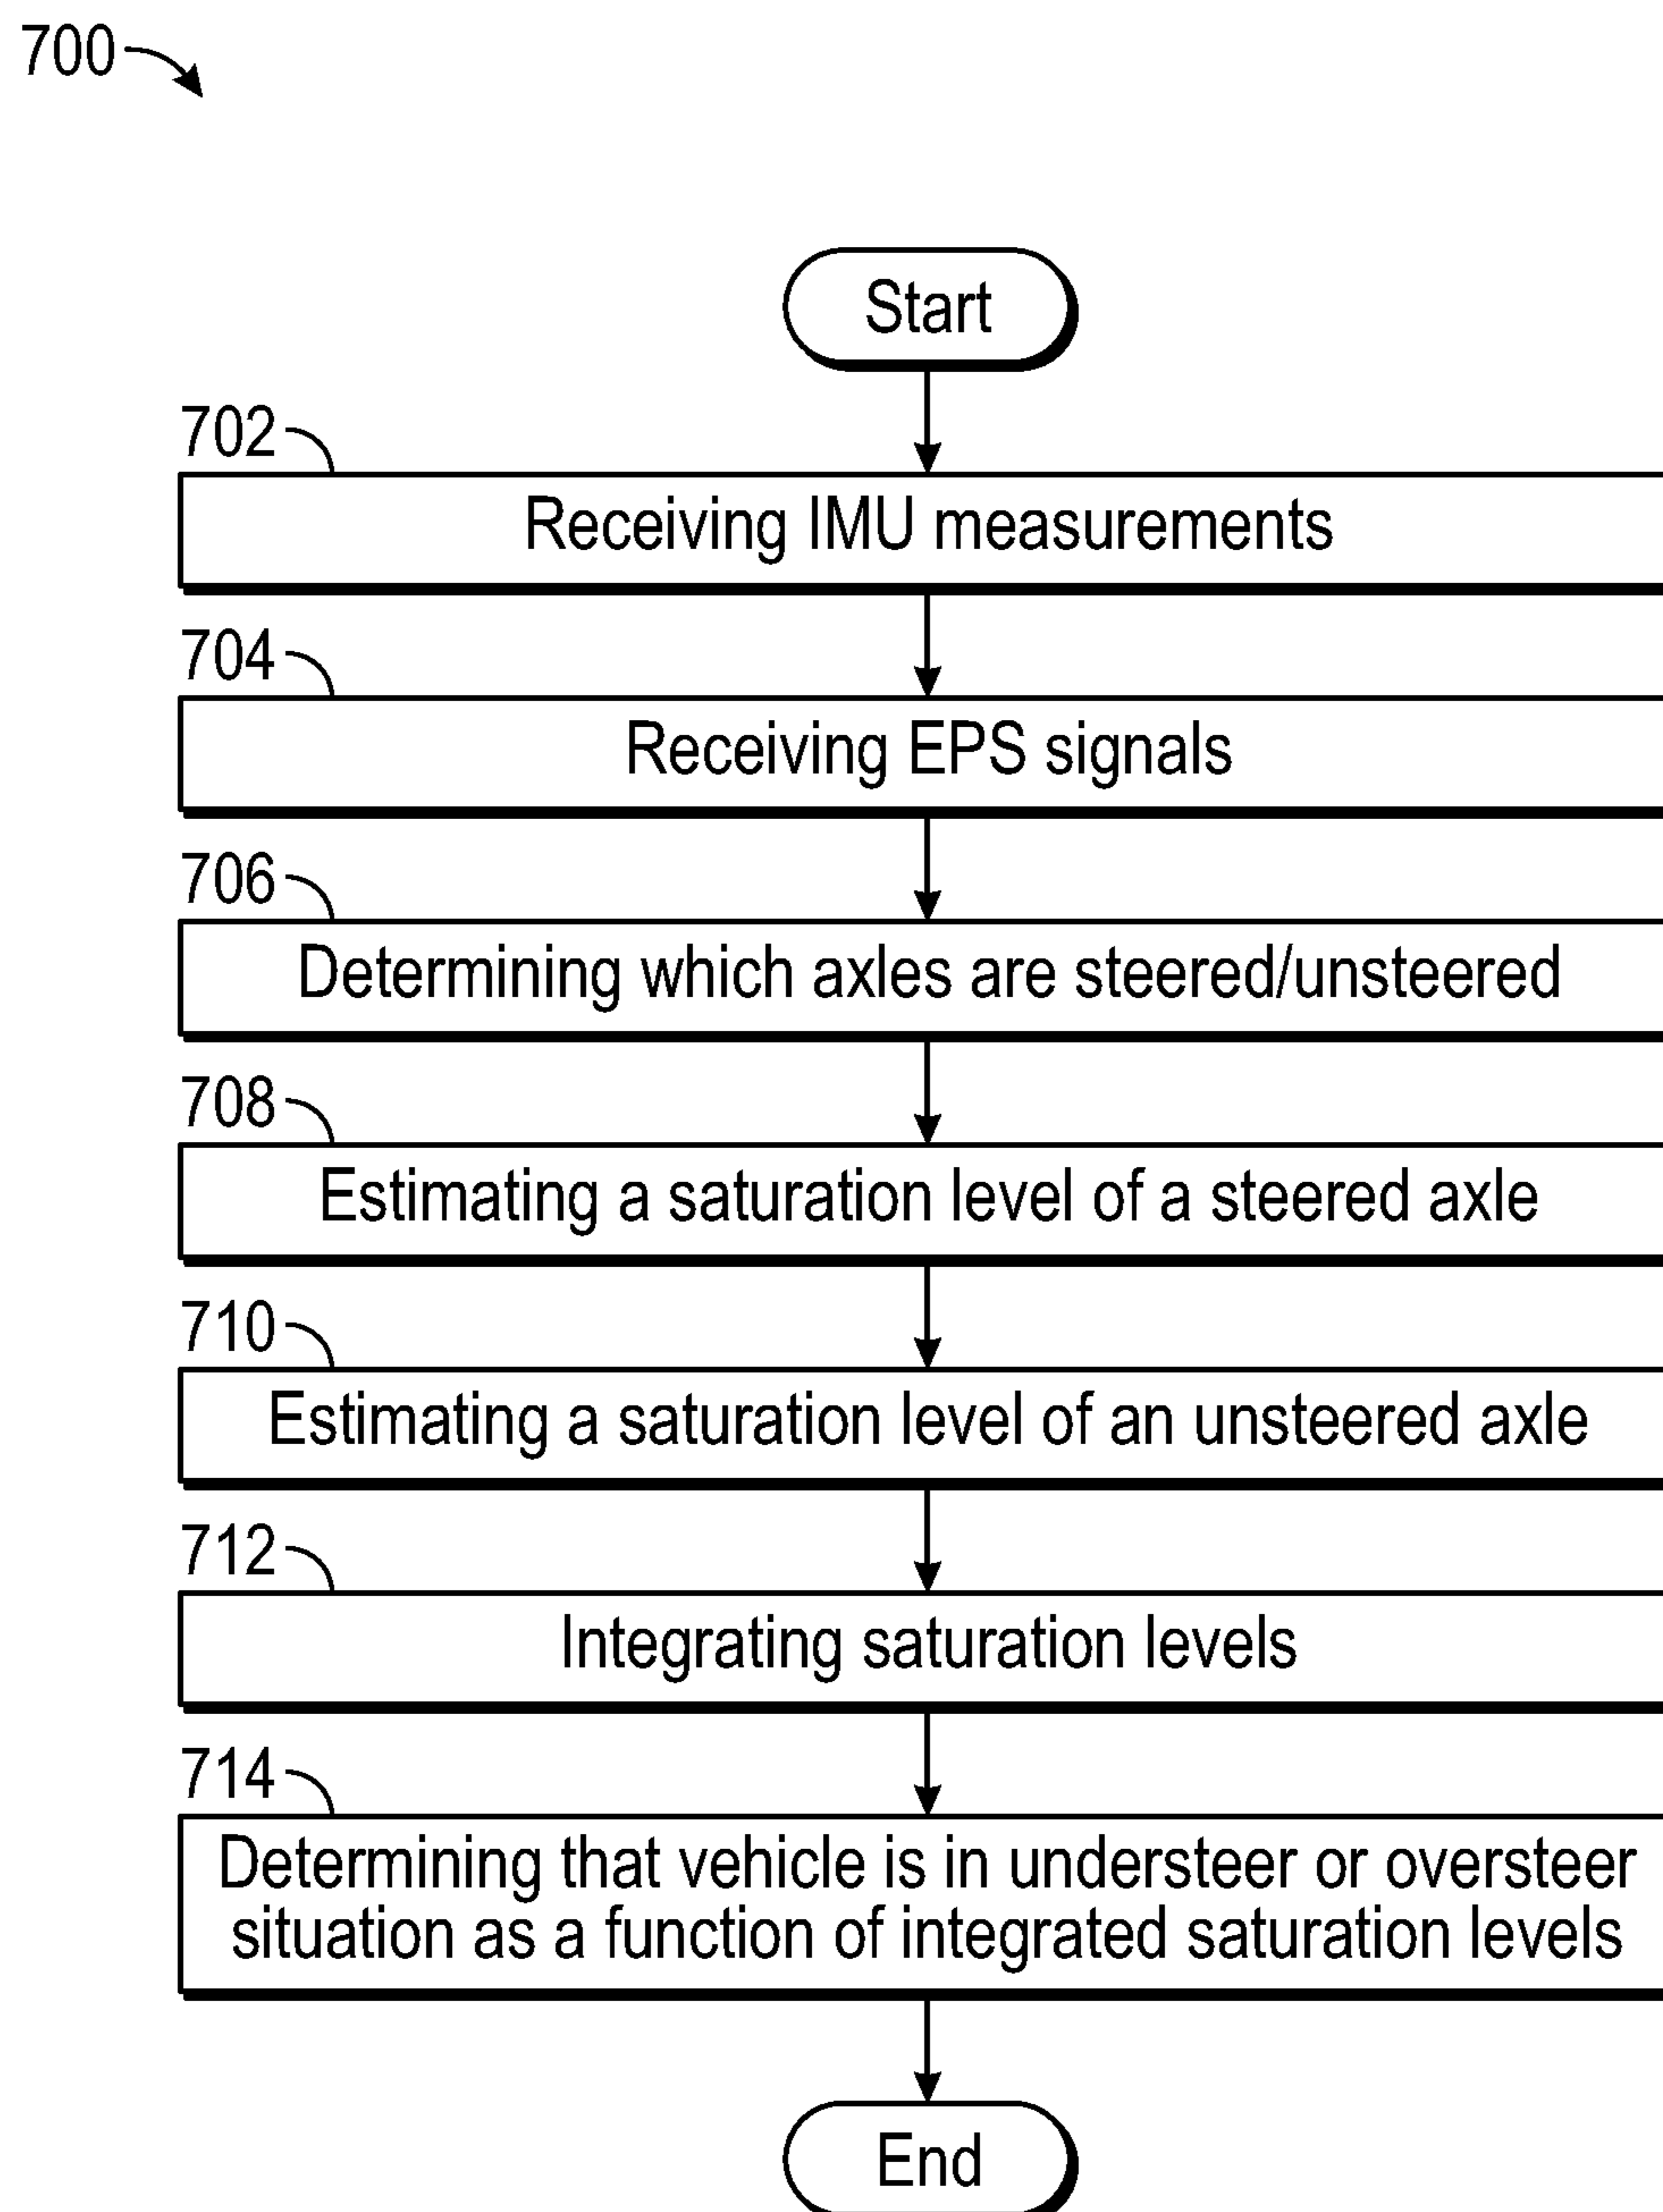 700
Start
702
Receiving IMU measurements
704
Receiving EPS signals
706
Determining which axles are steered/unsteered
708
Estimating a saturation level of a steered axle
710
Estimating a saturation level of an unsteered axle
712
Integrating saturation levels
714
Determining that vehicle is in understeer or oversteer
situation as a function of integrated saturation levels
End